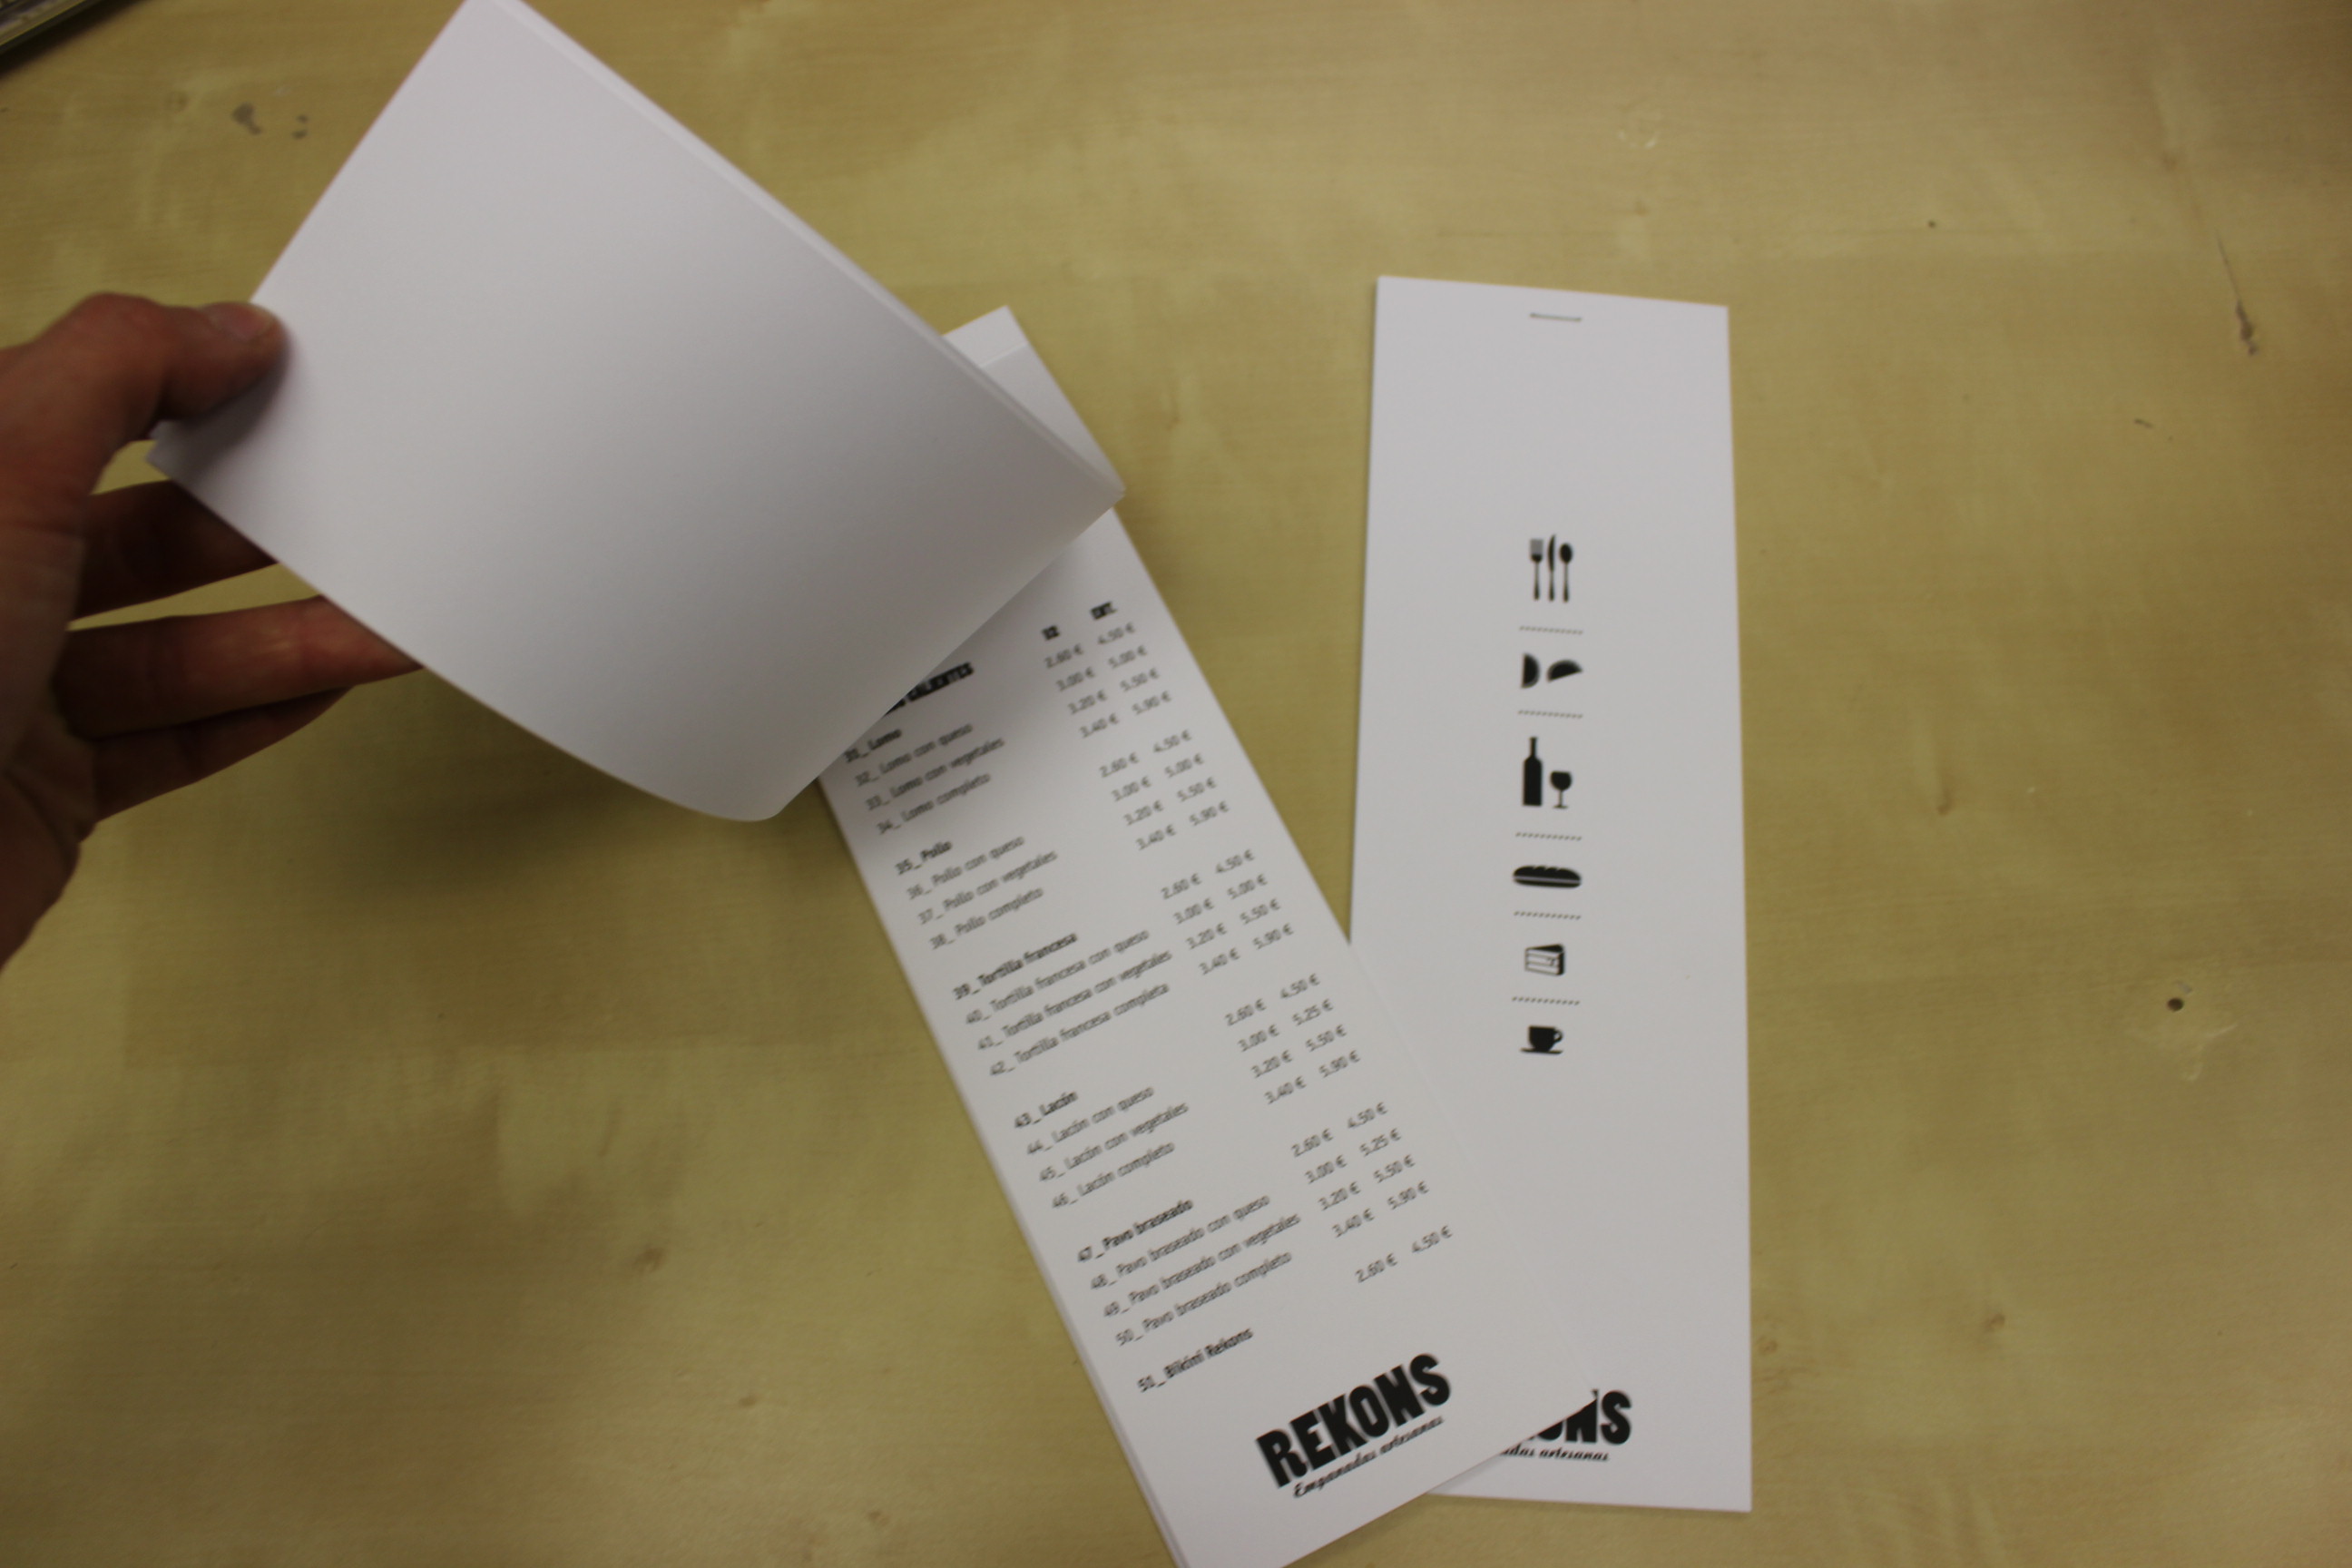 1/2 ENT.
CALIENTES
31_ Lomo 2.60 € 4.50 €
32_ Lomo con queso 3.00 € 5.00 €
33_ Lomo con vegetales 3.20 € 5.50 €
34_ Lomo completo 3.40 € 5.90 €
35_ Pollo 2.60 € 4.50 €
36_ Pollo con queso 3.00 € 5.00 €
37_ Pollo con vegetales 3.20 € 5.50 €
38_ Pollo completo 3.40 € 5.90 €
39_ Tortilla francesa 2.60 € 4.50 €
40_ Tortilla francesa con queso 3.00 € 5.00 €
41_ Tortilla francesa con vegetales 3.20 € 5.50 €
42_ Tortilla francesa completa 3.40 € 5.90 €
43_ Lacón 2.60 € 4.50 €
44_ Lacón con queso 3.00 € 5.25 €
45_ Lacón con vegetales 3.20 € 5.50 €
46_ Lacón completo 3.40 € 5.90 €
47_ Pavo braseado 2.60 € 4.50 €
48_ Pavo braseado con queso 3.00 € 5.25 €
49_ Pavo braseado con vegetales 3.20 € 5.50 €
50_ Pavo braseado completo 3.40 € 5.90 €
51_ Bikini Rekons 2.60 € 4.50 €
REKONS
Empanadas artesanas
ONS
adas artesanas